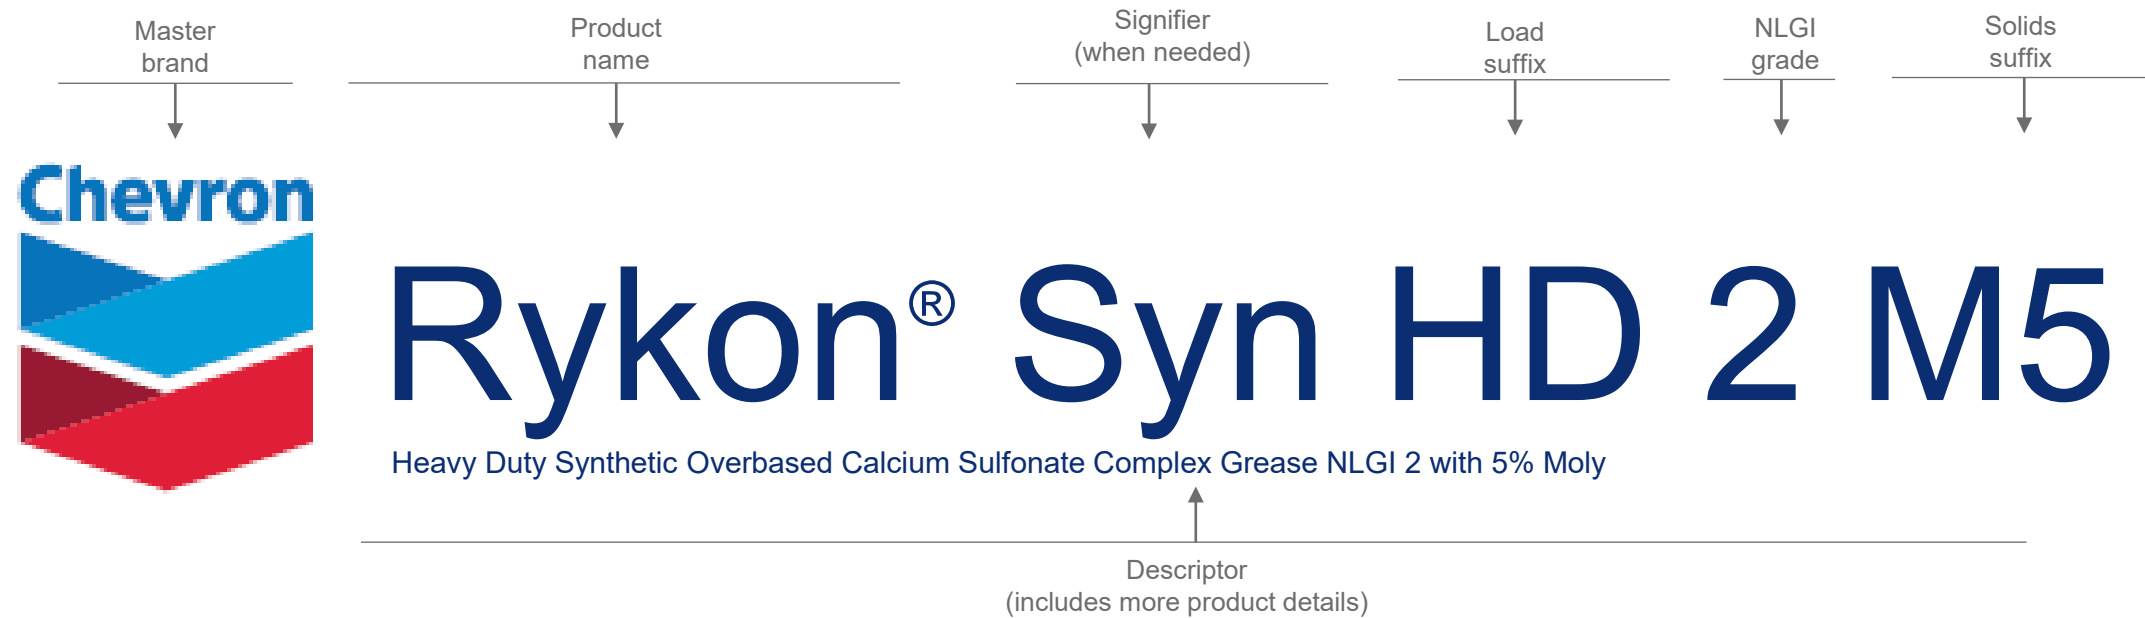 Master
brand
Product
name
Signifier
(when needed)
Load
suffix
NLGI
grade
Solids
suffix
Chevron
Rykon® Syn HD 2 M5
Heavy Duty Synthetic Overbased Calcium Sulfonate Complex Grease NLGI 2 with 5% Moly
Descriptor
(includes more product details)